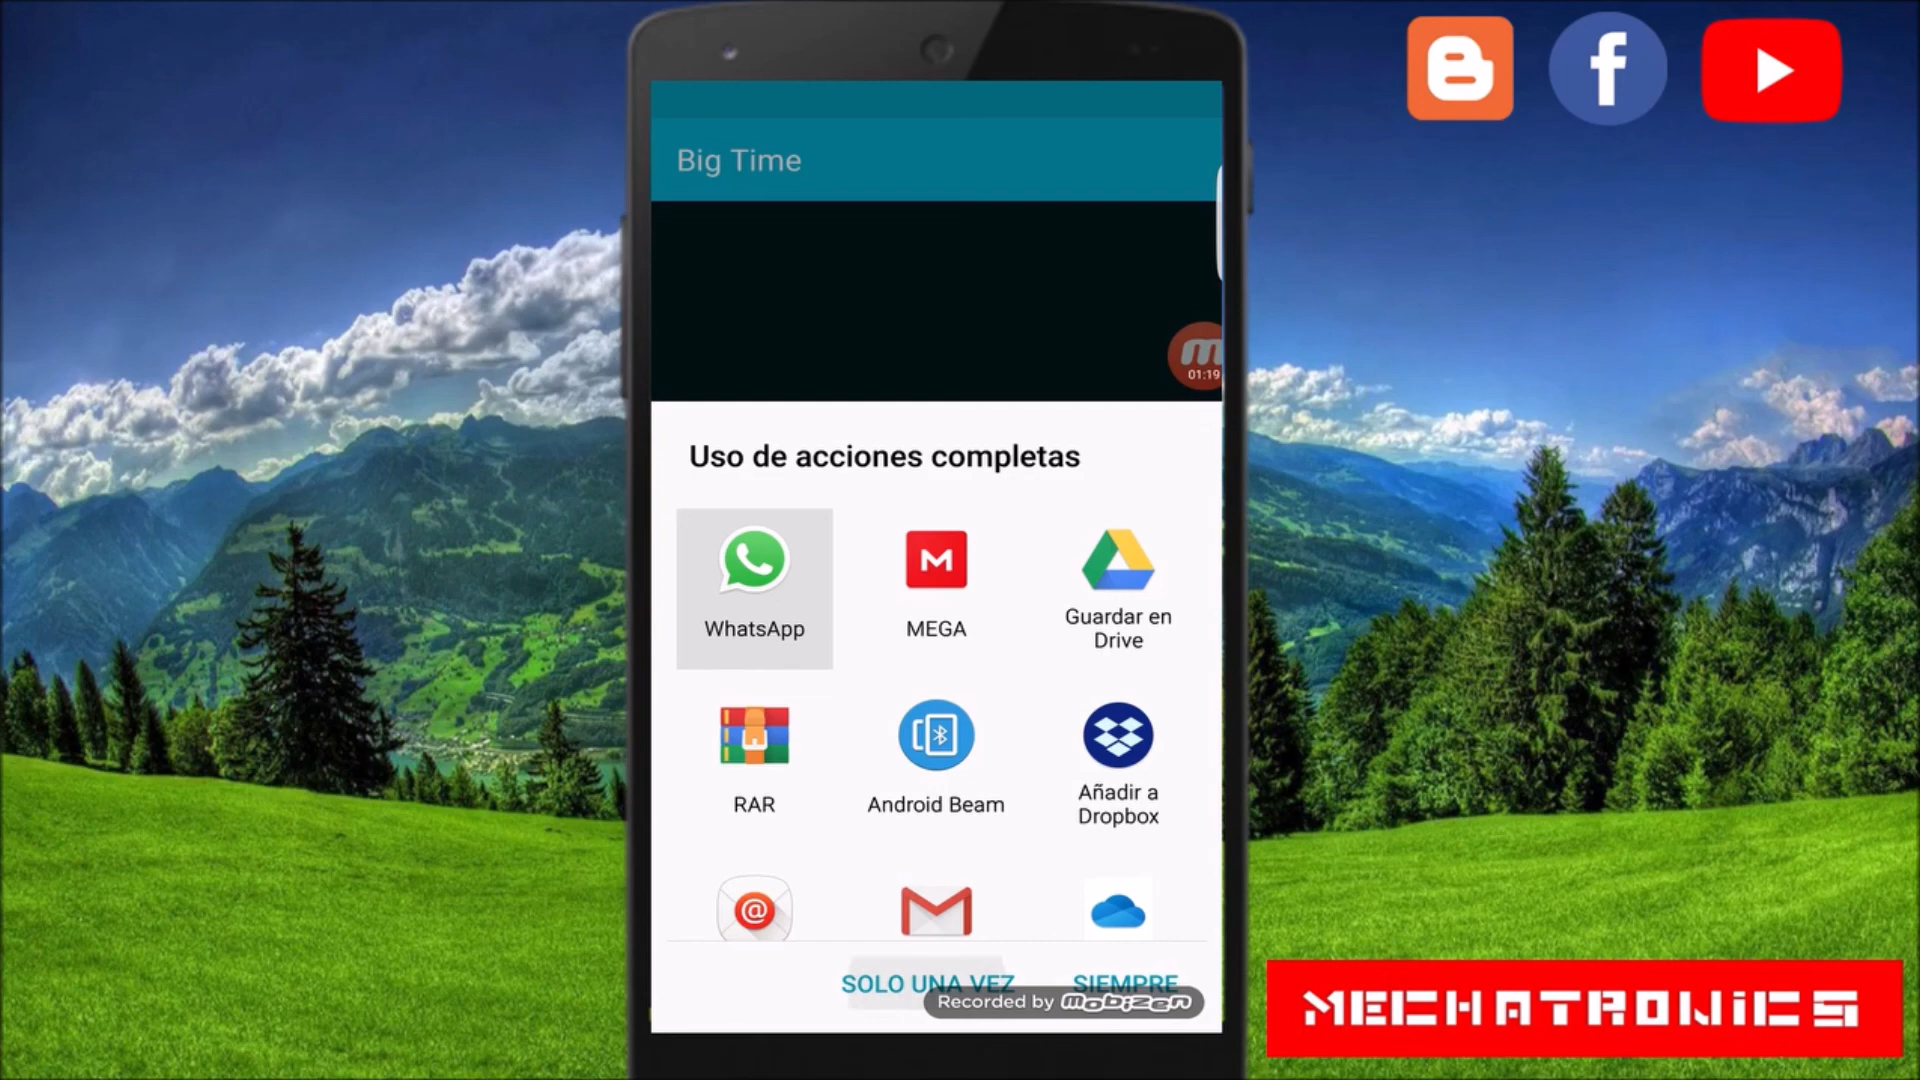 Big Time
01:19
Uso de acciones completas
WhatsApp
MEGA
Guardar en
Drive
RAR
Android Beam
Añadir a
Dropbox
SOLO UNA VEZ
SIEMPRE
Recorded by mobizen
MECHATRONICS